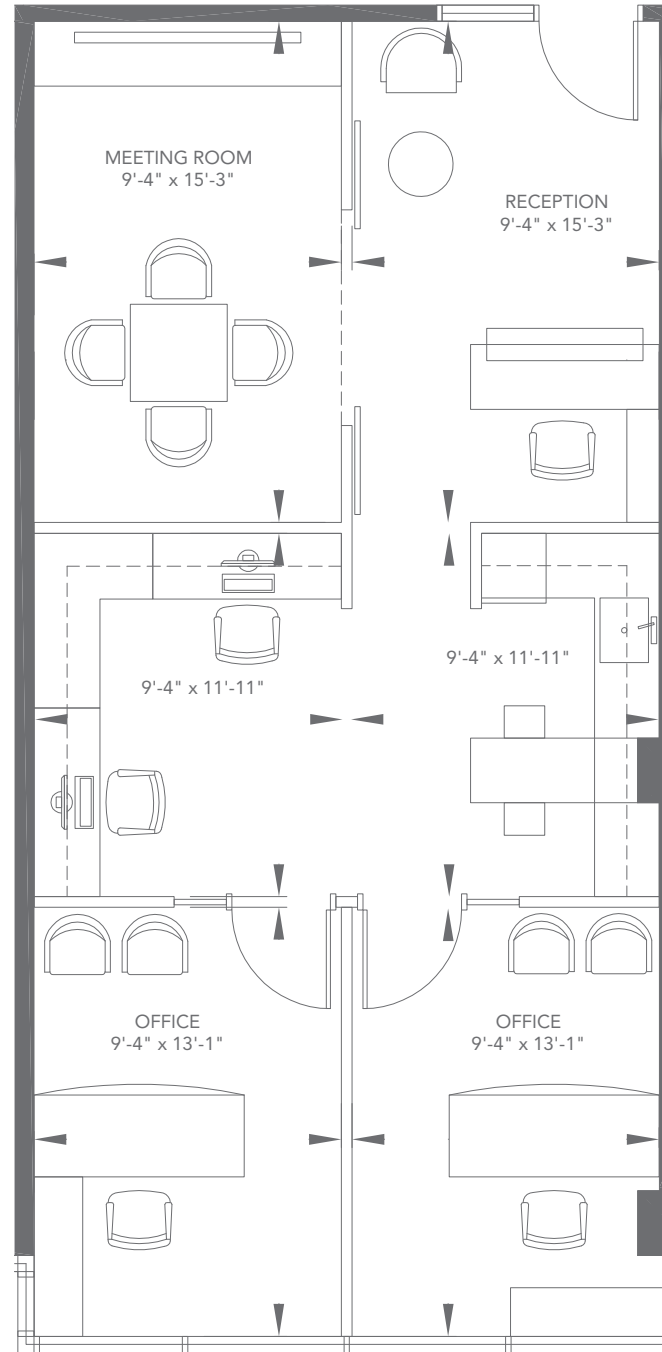 MEETING ROOM
9'-4" x 15'-3"
RECEPTION
9'-4" x 15'-3"
9'-4" x 11'-11"
9'-4" x 11'-11"
OFFICE
9'-4" x 13'-1"
OFFICE
9'-4" x 13'-1"